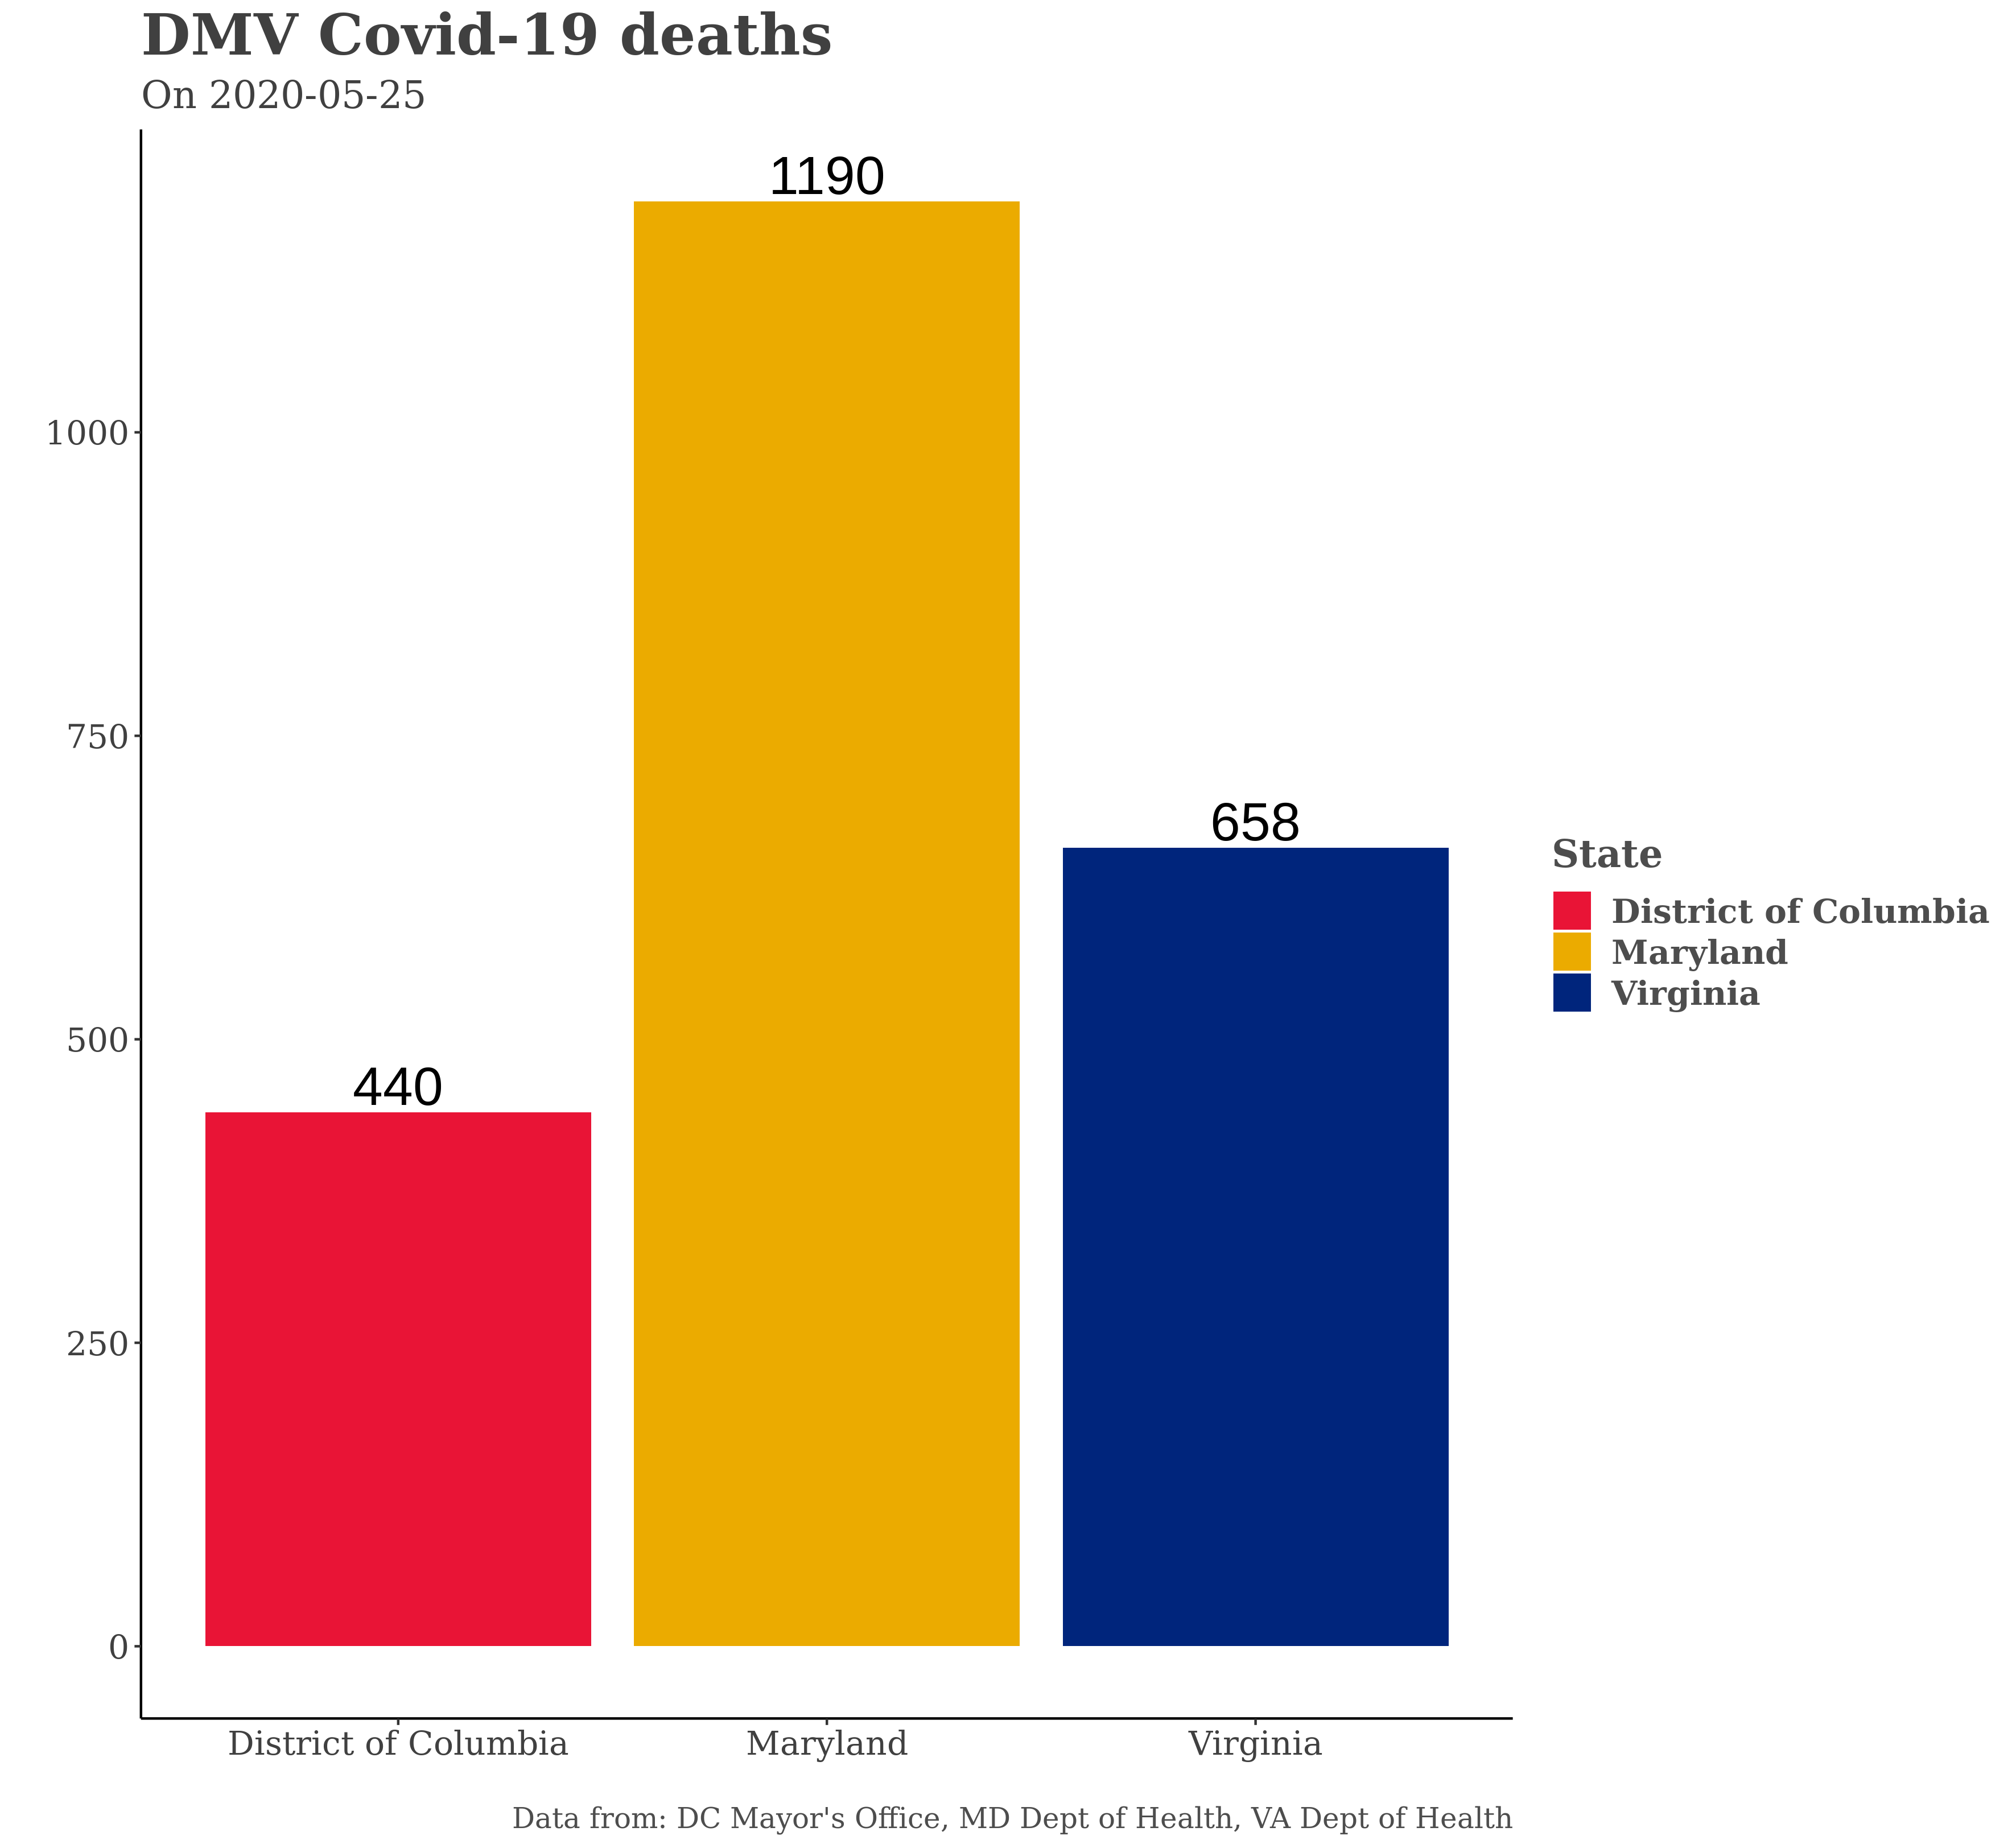 DMV Covid-19 deaths
On 2020-05-25
1190
1000
750
658
State
District of Columbia
Maryland
Virginia
500
440
250
0
District of Columbia Maryland Virginia
Data from: DC Mayor's Office, MD Dept of Health, VA Dept of Health